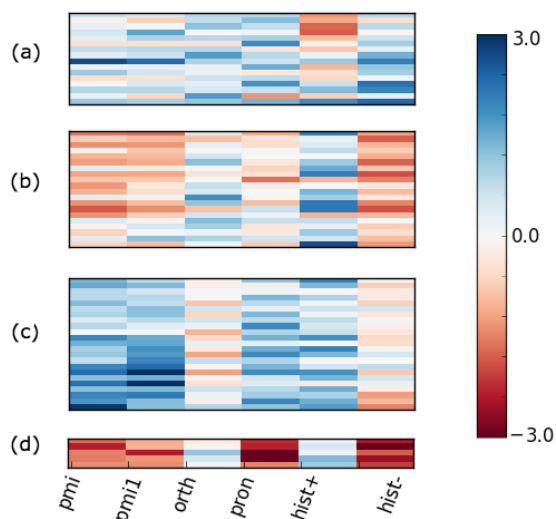 (a)
(b)
(c)
(d)
pmi
pmi1
orth
pron
hist+
hist-
3.0
0.0
−3.0